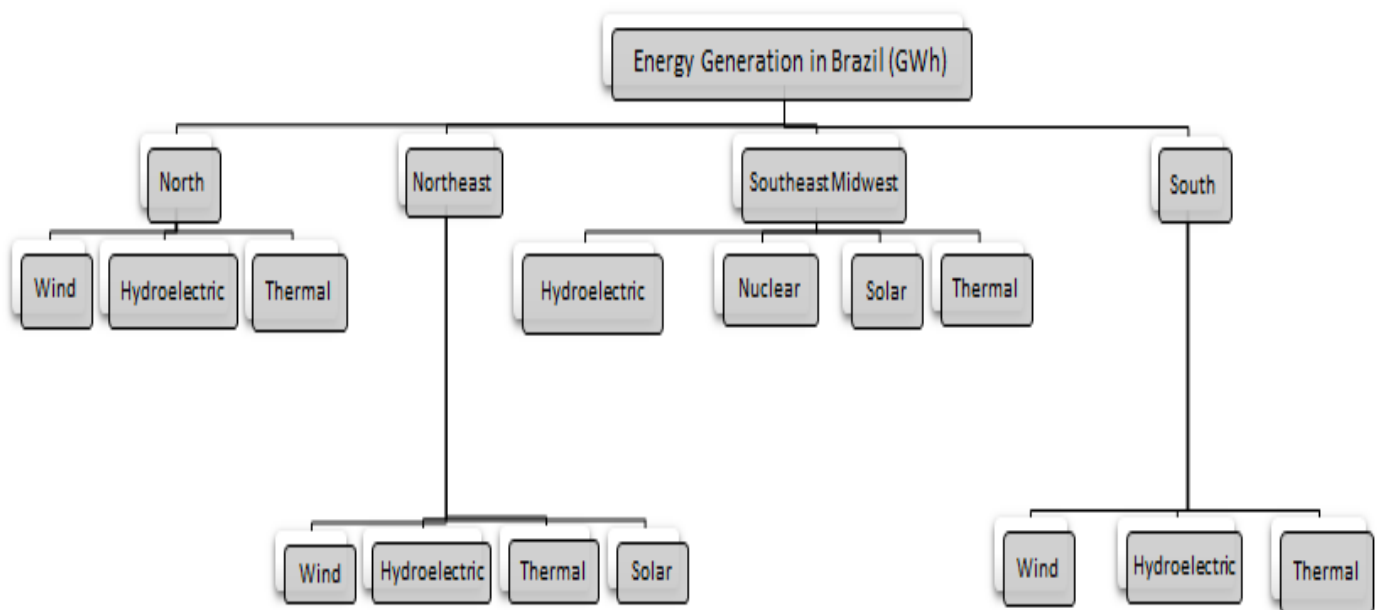 Energy Generation in Brazil (GWh)
North
Northeast
Southeast Midwest
South
Wind
Hydroelectric
Thermal
Hydroelectric
Nuclear
Solar
Thermal
Wind
Hydroelectric
Thermal
Solar
Wind
Hydroelectric
Thermal